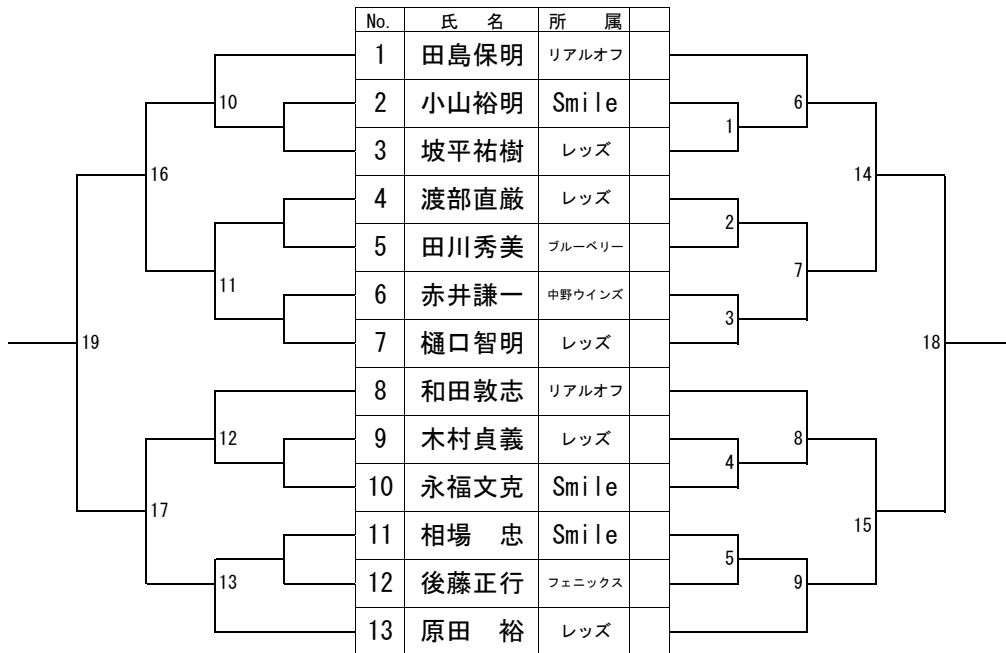 No. 氏 名 所 属
1 田島保明 リアルオフ
10 2 小山裕明 Smile 6
1
3 坡平祐樹 レッズ
16 14
4 渡部直厳 レッズ
2
5 田川秀美 ブルーベリー
11 7
6 赤井謙一 中野ウインズ
3
19 7 樋口智明 レッズ 18
8 和田敦志 リアルオフ
12 9 木村貞義 レッズ 8
4
10 永福文克 Smile
17 15
11 相場 忠 Smile
5
13 12 後藤正行 フェニックス 9
13 原田 裕 レッズ